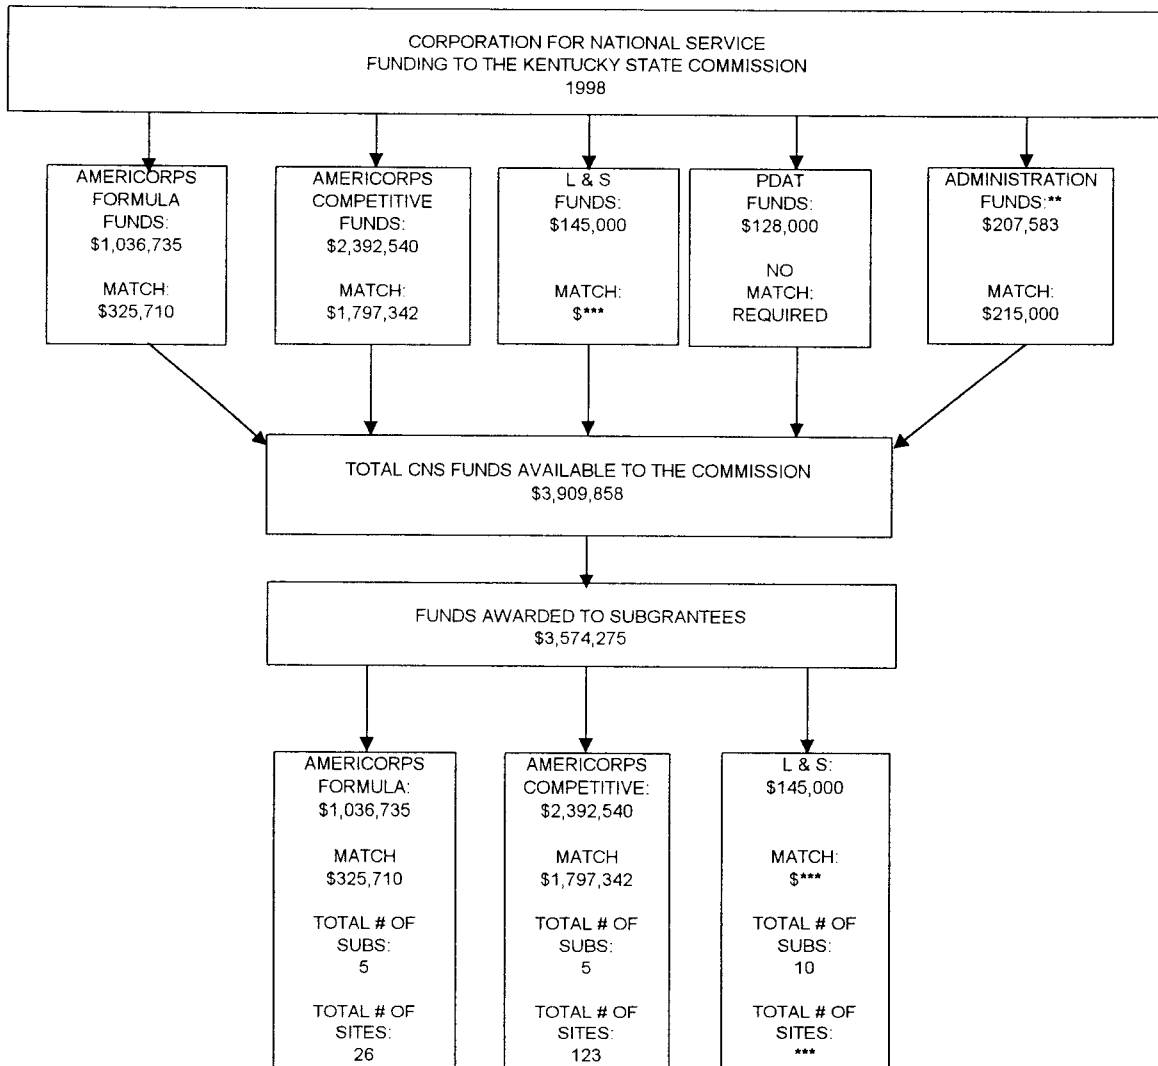 CORPORATION FOR NATIONAL SERVICE
FUNDING TO THE KENTUCKY STATE COMMISSION
1998
AMERICORPS
FORMULA
FUNDS:
$1,036,735
MATCH:
$325,710
AMERICORPS
COMPETITIVE
FUNDS:
$2,392,540
MATCH:
$1,797,342
L & S
FUNDS:
$145,000
MATCH:
$***
PDAT
FUNDS:
$128,000
NO
MATCH:
REQUIRED
ADMINISTRATION
FUNDS:**
$207,583
MATCH:
$215,000
TOTAL CNS FUNDS AVAILABLE TO THE COMMISSION
$3,909,858
FUNDS AWARDED TO SUBGRANTEES
$3,574,275
AMERICORPS
FORMULA:
$1,036,735
MATCH
$325,710
TOTAL # OF
SUBS:
5
TOTAL # OF
SITES:
26
AMERICORPS
COMPETITIVE:
$2,392,540
MATCH
$1,797,342
TOTAL # OF
SUBS:
5
TOTAL # OF
SITES:
123
L & S:
$145,000
MATCH:
$***
TOTAL # OF
SUBS:
10
TOTAL # OF
SITES:
***